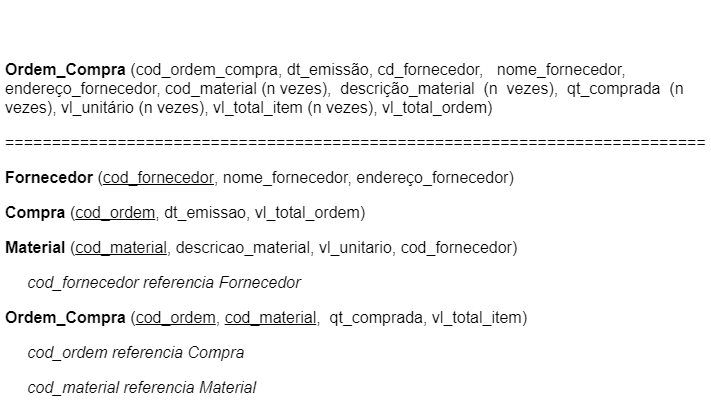 Ordem_Compra (cod_ordem_compra, dt_emissão, cd_fornecedor, nome_fornecedor,
endereço_fornecedor, cod_material (n vezes), descrição_material (n vezes), qt_comprada (n
vezes), vl_unitário (n vezes), vl_total_item (n vezes), vl_total_ordem)
===========================================================================
Fornecedor (cod_fornecedor, nome_fornecedor, endereço_fornecedor)
Compra (cod_ordem, dt_emissao, vl_total_ordem)
Material (cod_material, descricao_material, vl_unitario, cod_fornecedor)
cod_fornecedor referencia Fornecedor
Ordem_Compra (cod_ordem, cod_material, qt_comprada, vl_total_item)
cod_ordem referencia Compra
cod_material referencia Material